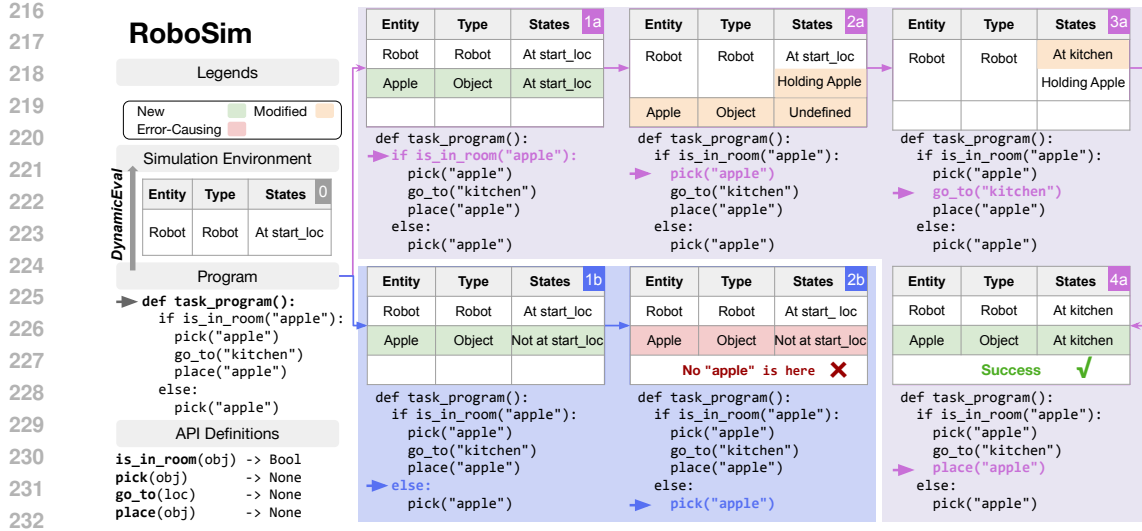 216
217
218
219
220
221
222
223
224
225
226
227
228
229
230
231
232
RoboSim
Legends
New Modified
Error-Causing
Simulation Environment
DynamicEval
Entity Type States 0
Robot Robot At start_loc
Program
def task_program():
if is_in_room("apple"):
pick("apple")
go_to("kitchen")
place("apple")
else:
pick("apple")
API Definitions
is_in_room(obj) -> Bool
pick(obj) -> None
go_to(loc) -> None
place(obj) -> None
Entity Type States 1a
Robot Robot At start_loc
Apple Object At start_loc
def task_program():
if is_in_room("apple"):
pick("apple")
go_to("kitchen")
place("apple")
else:
pick("apple")
Entity Type States 2a
Robot Robot At start_loc
Holding Apple
Apple Object Undefined
def task_program():
if is_in_room("apple"):
pick("apple")
go_to("kitchen")
place("apple")
else:
pick("apple")
Entity Type States 3a
Robot Robot At kitchen
Holding Apple
def task_program():
if is_in_room("apple"):
pick("apple")
go_to("kitchen")
place("apple")
else:
pick("apple")
Entity Type States 1b
Robot Robot At start_loc
Apple Object Not at start_loc
def task_program():
if is_in_room("apple"):
pick("apple")
go_to("kitchen")
place("apple")
else:
pick("apple")
Entity Type States 2b
Robot Robot At start_ loc
Apple Object Not at start_loc
No "apple" is here ✕
def task_program():
if is_in_room("apple"):
pick("apple")
go_to("kitchen")
place("apple")
else:
pick("apple")
Entity Type States 4a
Robot Robot At kitchen
Apple Object At kitchen
Success √
def task_program():
if is_in_room("apple"):
pick("apple")
go_to("kitchen")
place("apple")
else:
pick("apple")